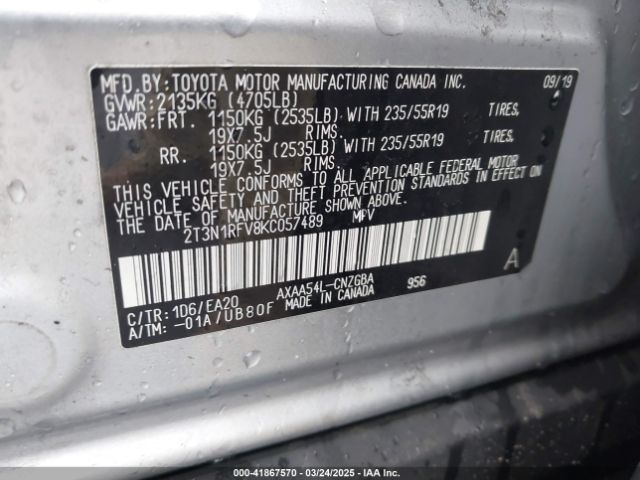 MFD.BY:TOYOTA MOTOR MANUFACTURING CANADA INC. 09/19
GVWR:2135KG (4705LB)
GAWR:FRT. 1150KG (2535LB) WITH 235/55R19 TIRES,
19X7.5J RIMS.
RR. 1150KG (2535LB) WITH 235/55R19 TIRES,
19X7.5J RIMS.
THIS VEHICLE CONFORMS TO ALL APPLICABLE FEDERAL MOTOR
VEHICLE SAFETY AND THEFT PREVENTION STANDARDS IN EFFECT ON
THE DATE OF MANUFACTURE SHOWN ABOVE.
2T3N1RFV8KC057489 MPV
A
C/TR:1D6/EA20 AXAA54L-CNZGBA 956
A/TM:-01A/UB80F MADE IN CANADA
000-41867570 - 03/24/2025 - IAA Inc.